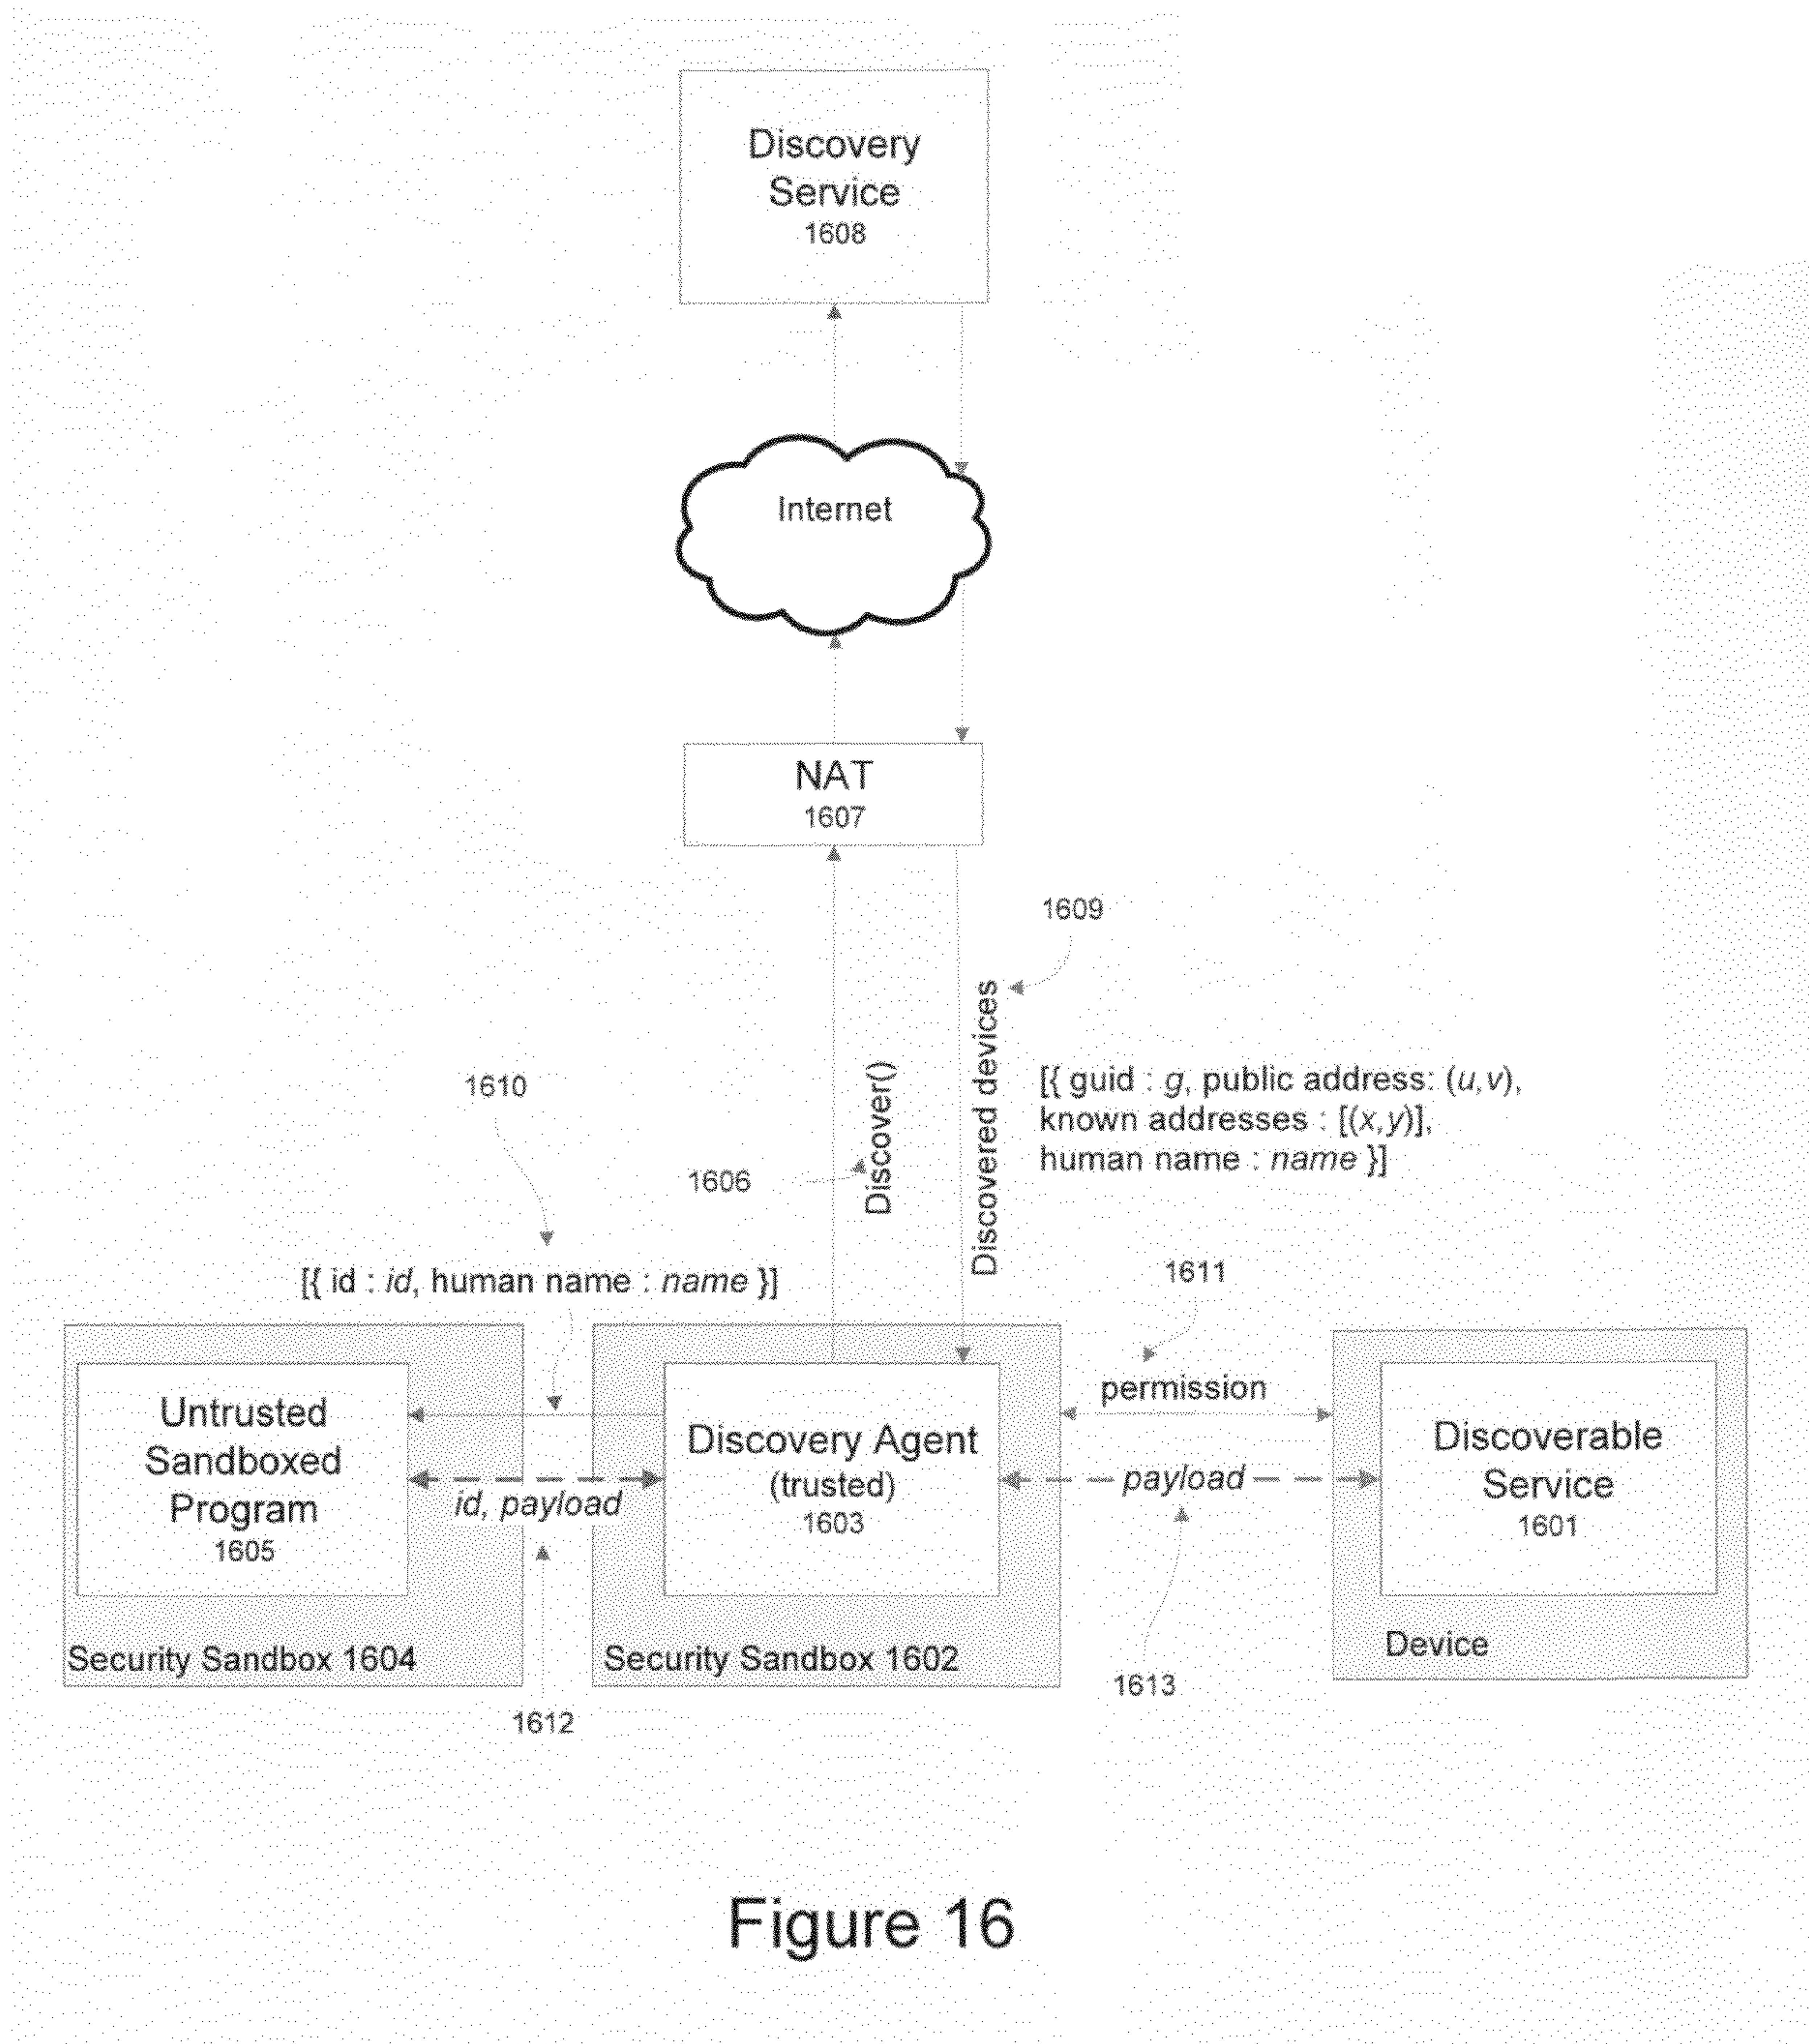 Discovery
Service
1608
Internet
NAT
1607
1609
Discover()
Discovered devices
[{ guid : g, public address: (u,v),
known addresses : [(x,y)],
human name : name }]
1610
1606
[{ id : id, human name : name }]
1611
permission
Untrusted
Sandboxed
Program
1605
id, payload
Discovery Agent
(trusted)
1603
payload
Discoverable
Service
1601
Security Sandbox 1604
Security Sandbox 1602
Device
1612
1613
Figure 16